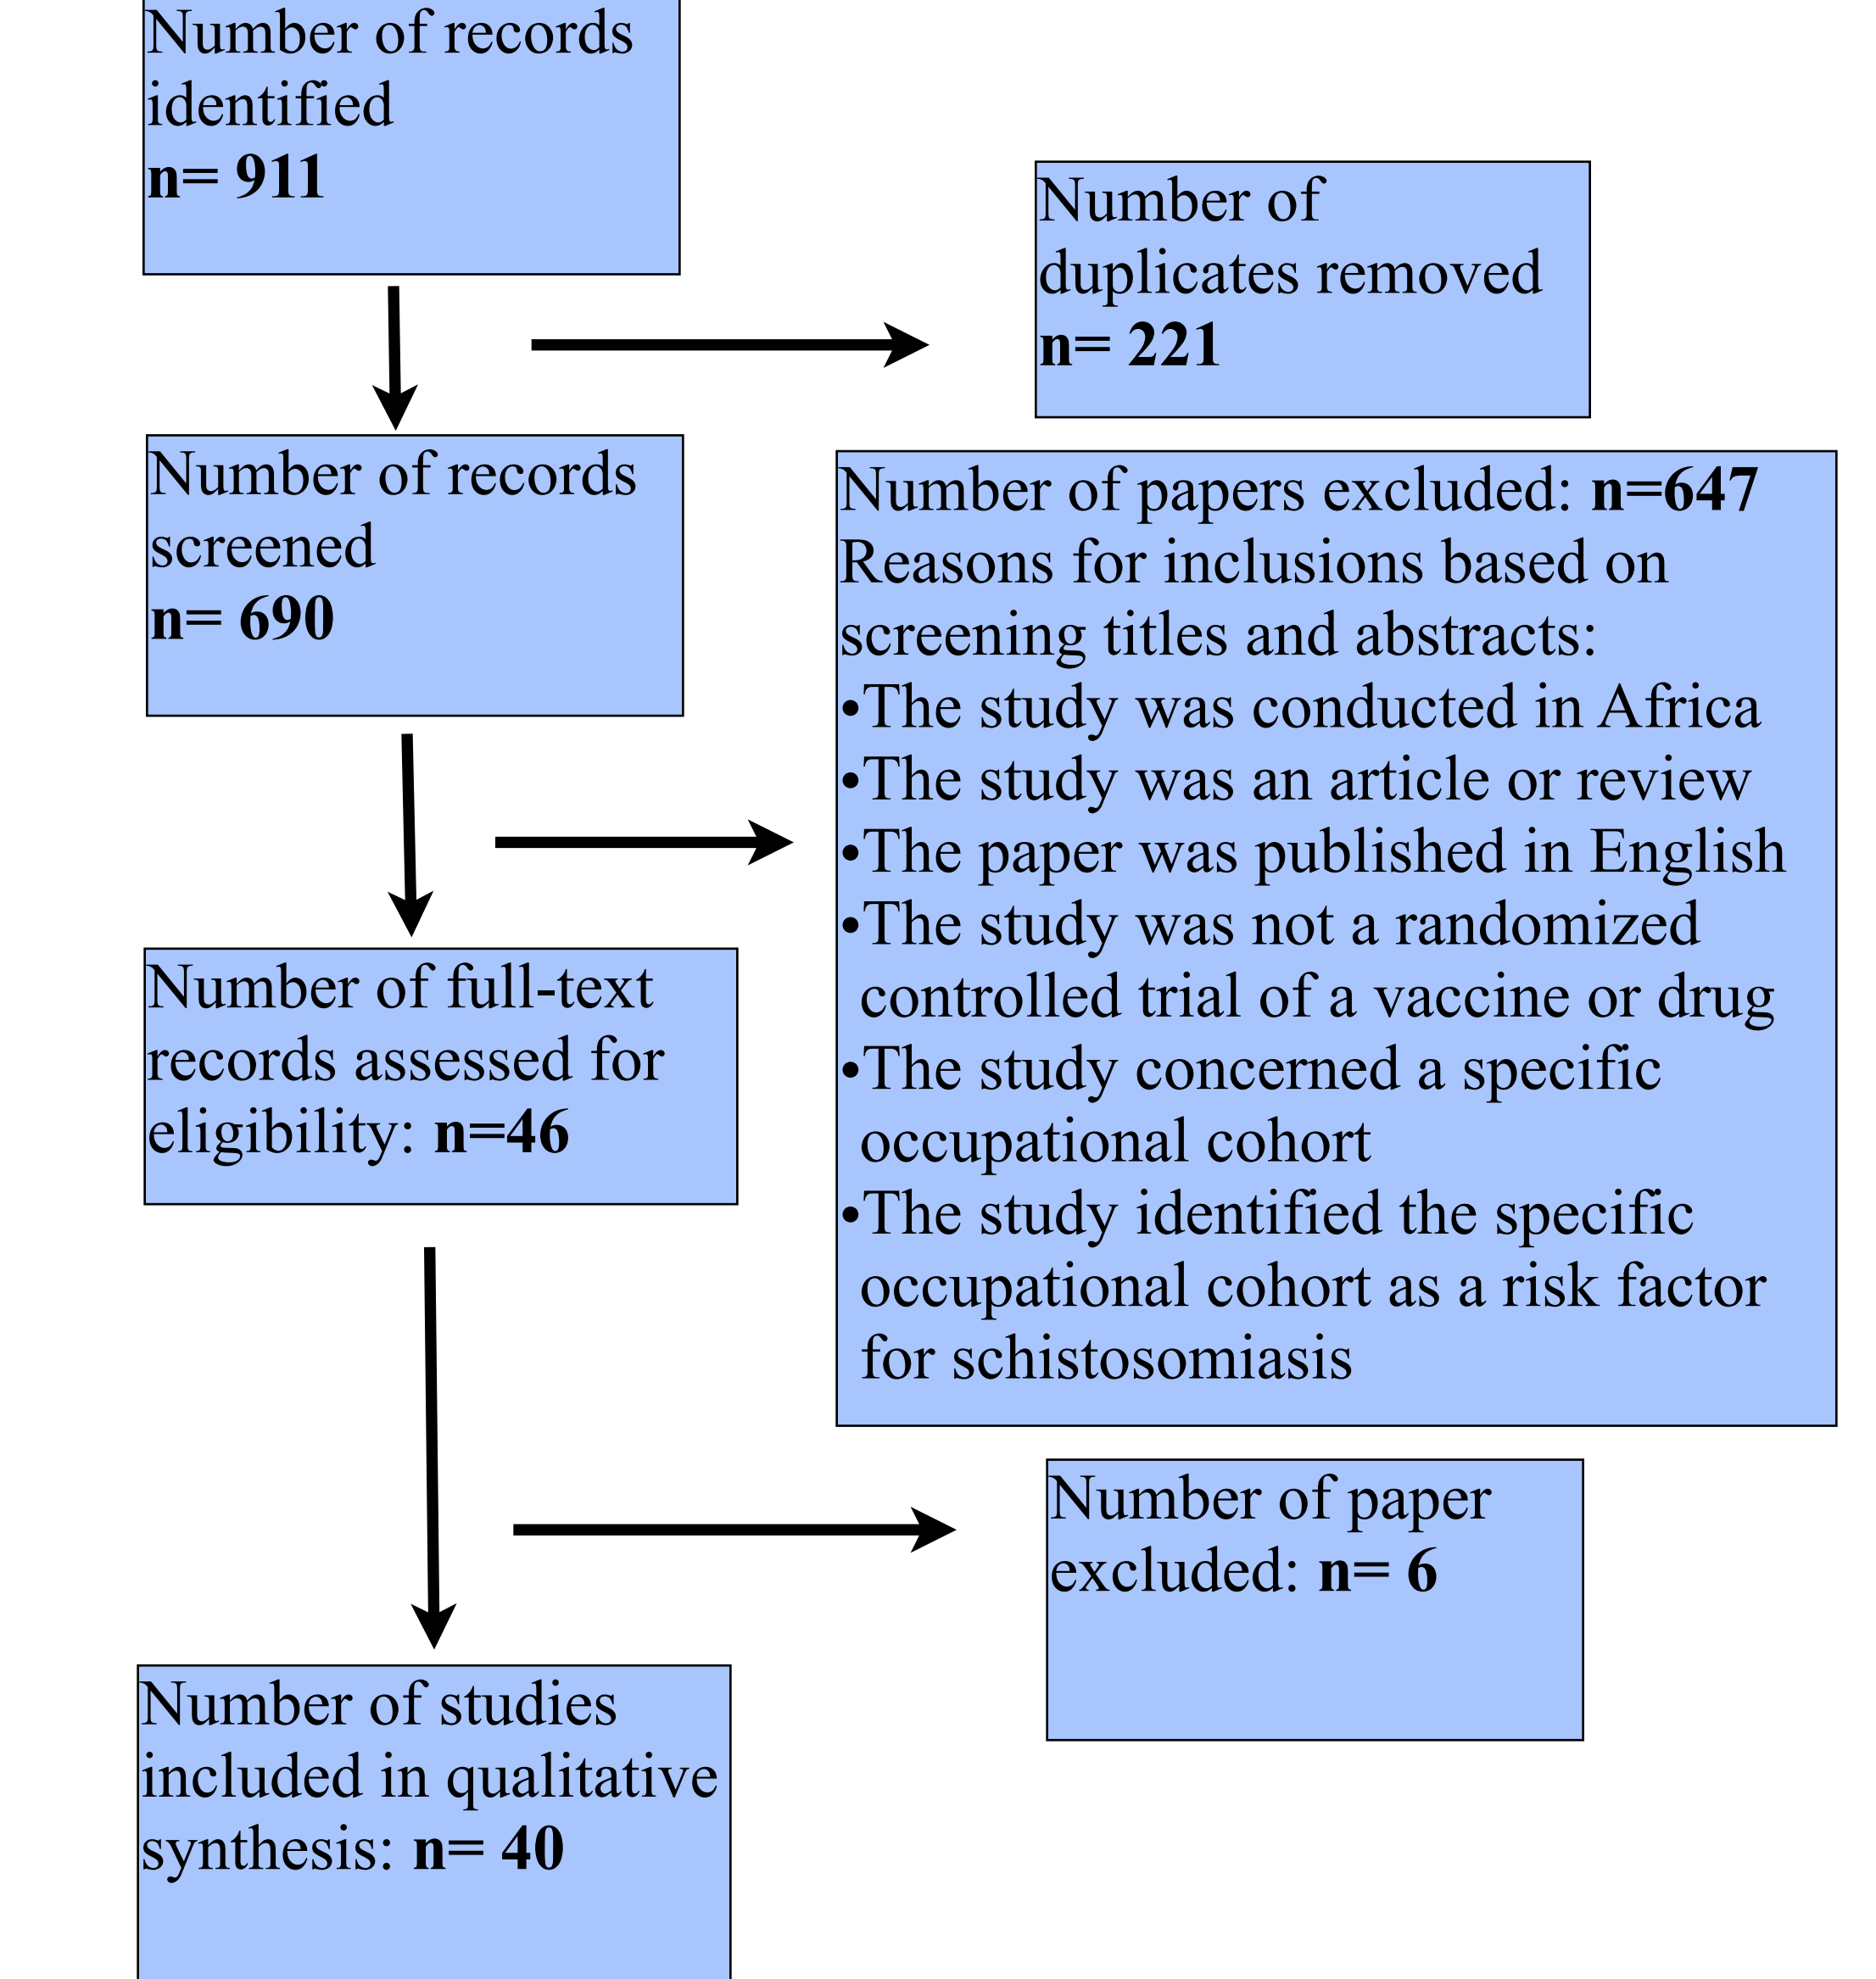 Number of records
identified
n= 911
Number of
duplicates removed
n= 221
Number of records
screened
n= 690
Number of papers excluded: n=647
Reasons for inclusions based on
screening titles and abstracts:
•The study was conducted in Africa
•The study was an article or review
•The paper was published in English
•The study was not a randomized
controlled trial of a vaccine or drug
•The study concerned a specific
occupational cohort
•The study identified the specific
occupational cohort as a risk factor
for schistosomiasis
Number of full-text
records assessed for
eligibility: n=46
Number of paper
excluded: n= 6
Number of studies
included in qualitative
synthesis: n= 40